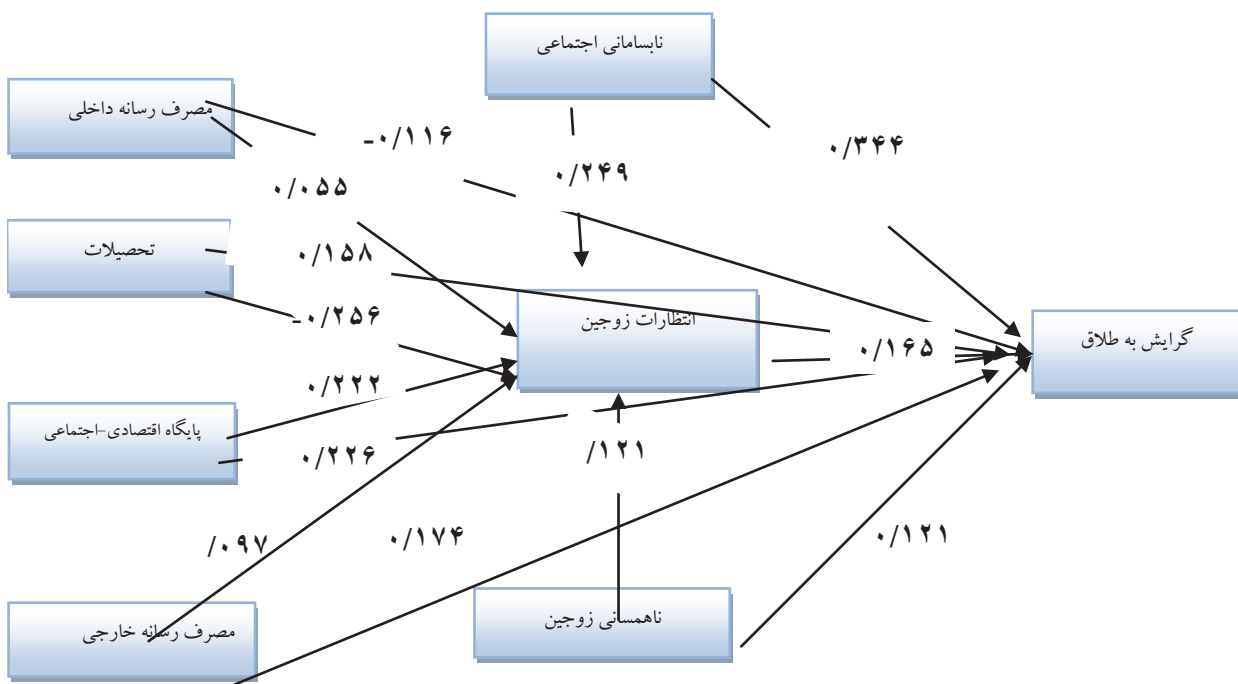 نابسامانی اجتماعی
مصرف رسانه داخلی
-۰/۱۱۶
۰/۳۴۴
۰/۲۴۹
۰/۰۵۵
تحصیلات
۰/۱۵۸
-۰/۲۵۶
انتظارات زوجین
گرایش به طلاق
۰/۱۶۵
۰/۲۲۲
پایگاه اقتصادی-اجتماعی
۰/۲۲۶
/۱۲۱
/۰۹۷
۰/۱۷۴
۰/۱۲۱
ناهمسانی زوجین
مصرف رسانه خارجی